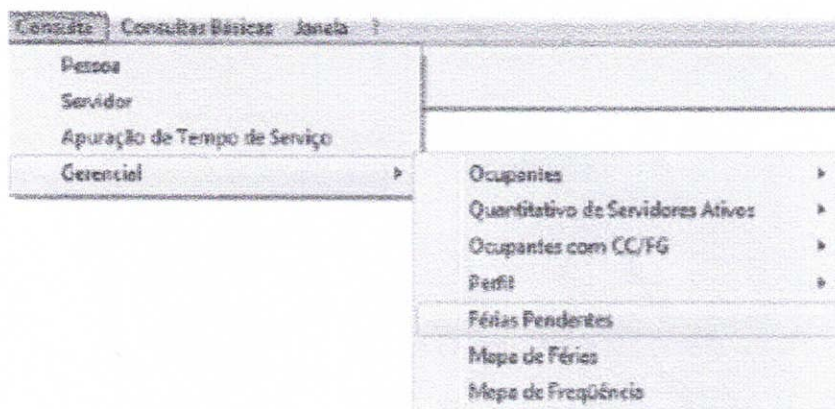 Consulta Consultas Básicas Janela ?
Pessoa
Servidor
Apuração de Tempo de Serviço
Gerencial
Ocupantes
Quantitativo de Servidores Ativos
Ocupantes com CC/FG
Perfil
Férias Pendentes
Mapa de Férias
Mapa de Freqüência